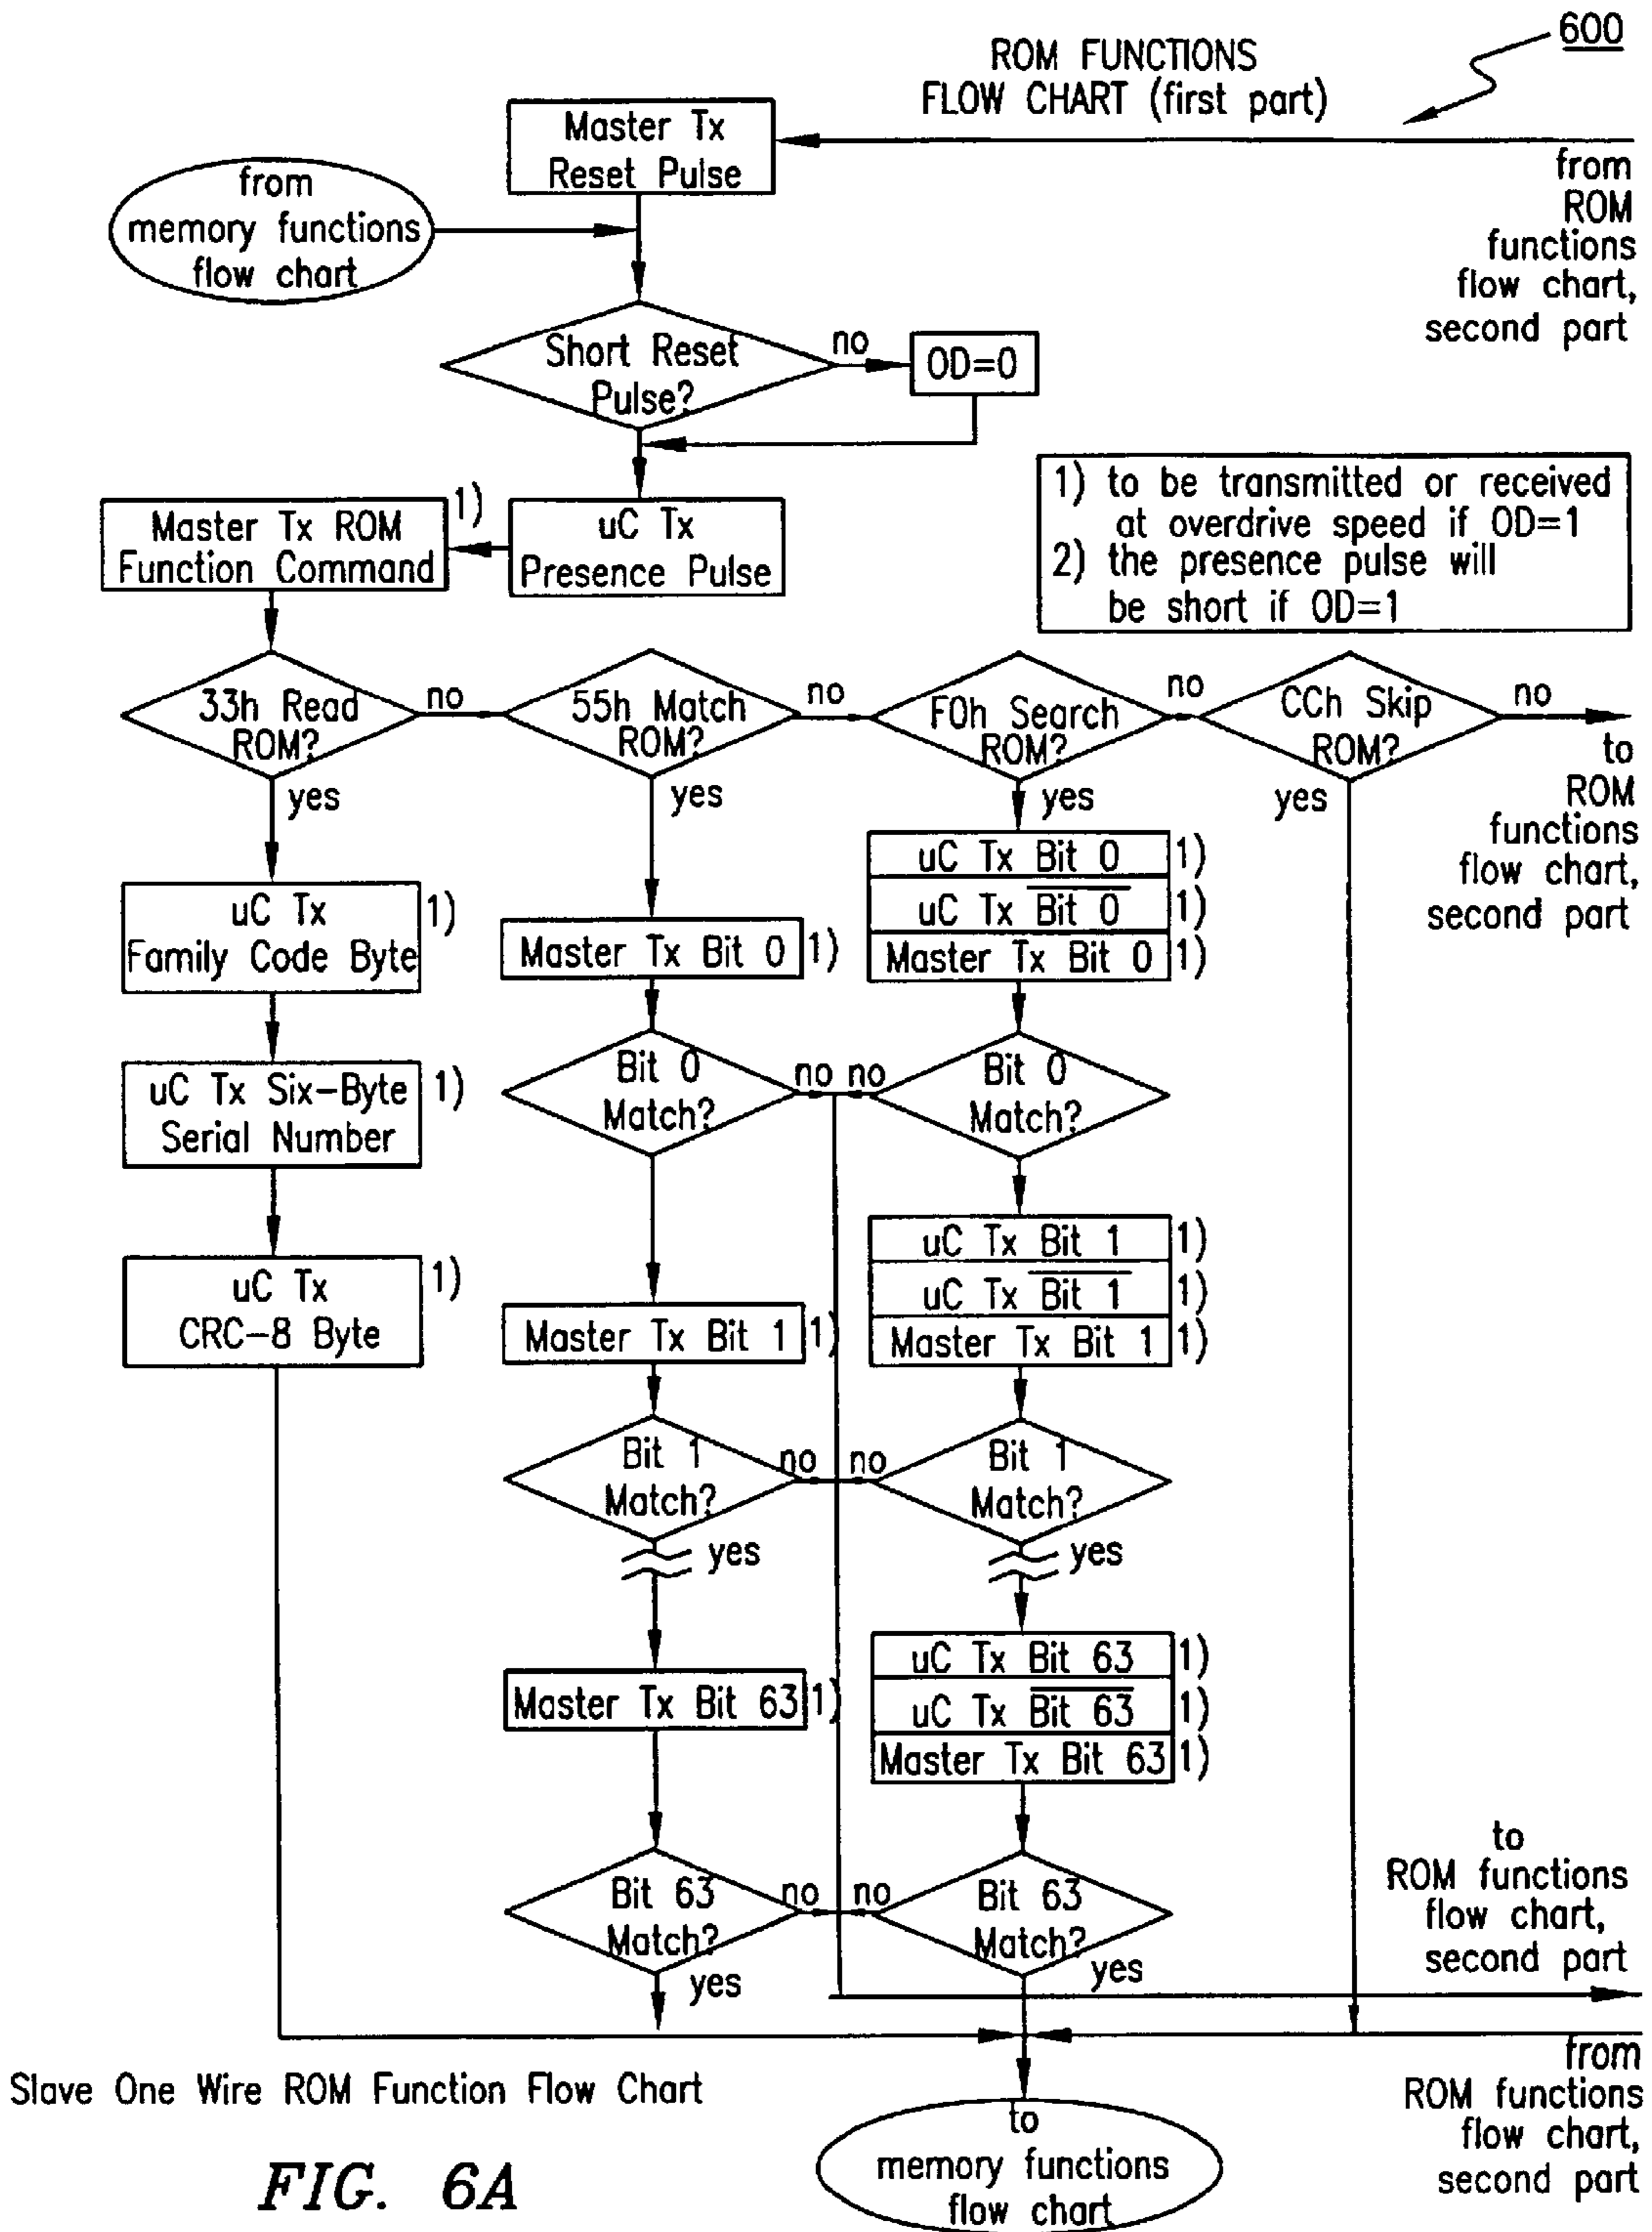 600
ROM FUNCTIONS
FLOW CHART (first part)
Master Tx
Reset Pulse
from
ROM
functions
flow chart,
second part
from
memory functions
flow chart
Short Reset
Pulse?
no
OD=0
1) to be transmitted or received
at overdrive speed if OD=1
2) the presence pulse will
be short if OD=1
Master Tx ROM
Function Command
1)
uC Tx
Presence Pulse
33h Read
ROM?
no
yes
55h Match
ROM?
no
yes
F0h Search
ROM?
no
yes
CCh Skip
ROM?
no
yes
to
ROM
functions
flow chart,
second part
uC Tx
Family Code Byte
1)
uC Tx Six-Byte
Serial Number
1)
uC Tx
CRC-8 Byte
1)
Master Tx Bit 0 1)
Bit 0
Match?
no
Master Tx Bit 1 1)
Bit 1
Match?
no
yes
Master Tx Bit 63 1)
Bit 63
Match?
no
yes
uC Tx Bit 0 1)
uC Tx Bit 0 1)
Master Tx Bit 0 1)
Bit 0
Match?
no
uC Tx Bit 1 1)
uC Tx Bit 1 1)
Master Tx Bit 1 1)
Bit 1
Match?
no
yes
uC Tx Bit 63 1)
uC Tx Bit 63 1)
Master Tx Bit 63 1)
Bit 63
Match?
no
yes
to
ROM functions
flow chart,
second part
from
ROM functions
flow chart,
second part
Slave One Wire ROM Function Flow Chart
to
memory functions
flow chart
FIG. 6A